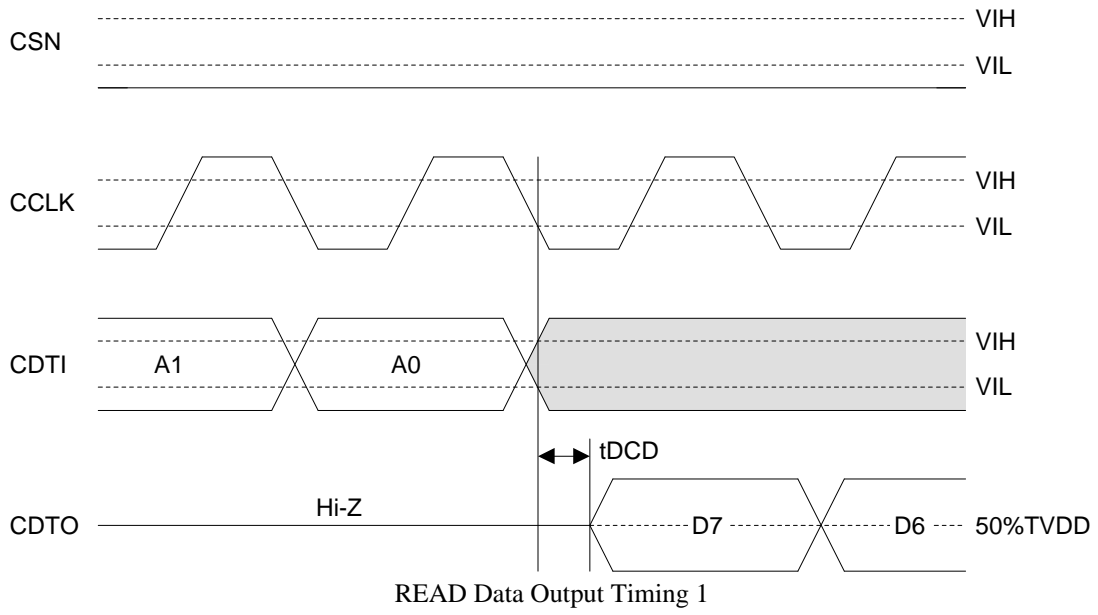 CSN
VIH
VIL
CCLK
VIH
VIL
CDTI
A1
A0
VIH
VIL
tDCD
CDTO
Hi-Z
D7
D6
50%TVDD
READ Data Output Timing 1